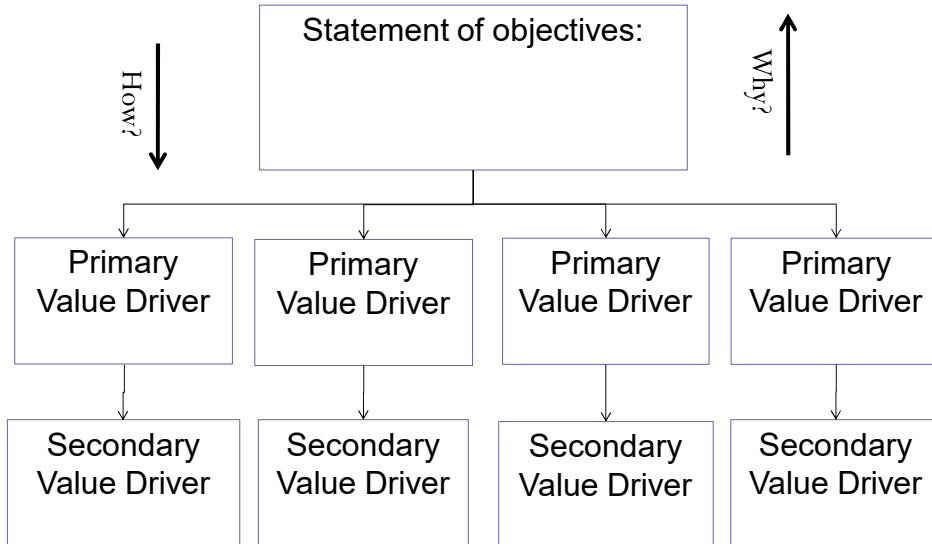 Statement of objectives:
How?
Why?
Primary
Value Driver
Primary
Value Driver
Primary
Value Driver
Primary
Value Driver
Secondary
Value Driver
Secondary
Value Driver
Secondary
Value Driver
Secondary
Value Driver